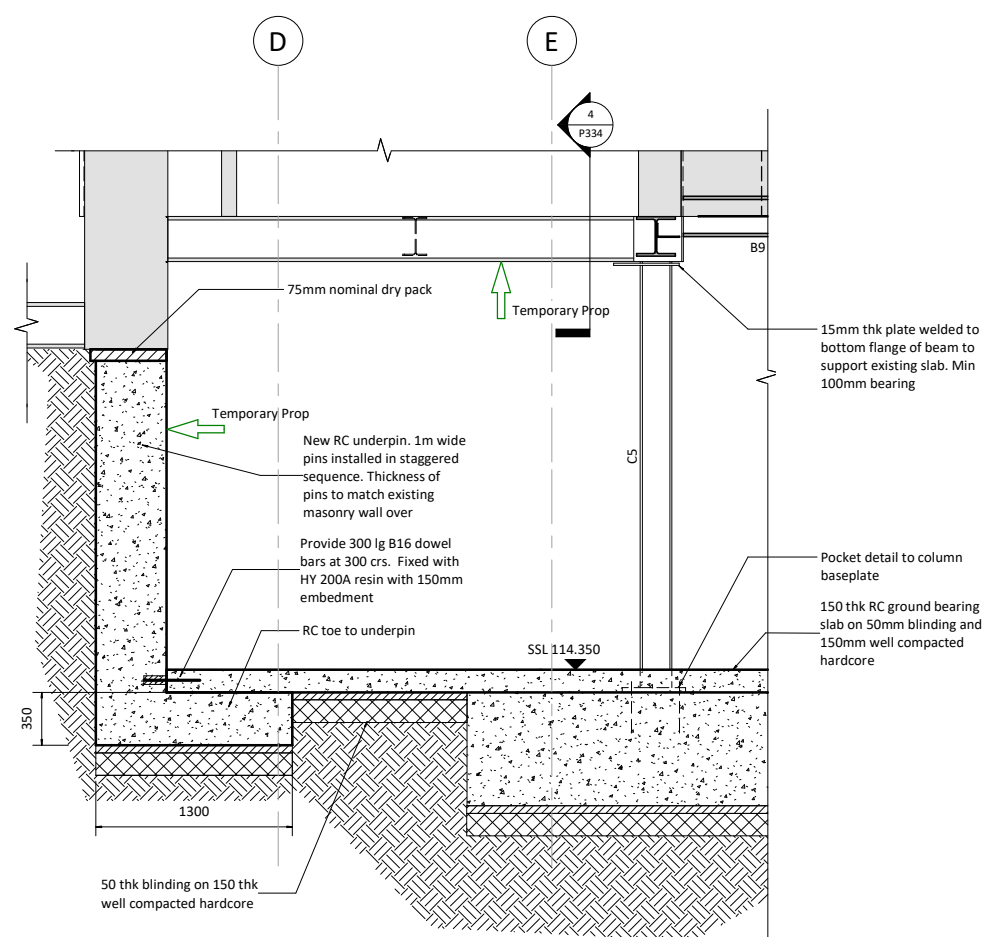 D
E
4
P334
B9
75mm nominal dry pack
Temporary Prop
15mm thk plate welded to
bottom flange of beam to
support existing slab. Min
100mm bearing
Temporary Prop
New RC underpin. 1m wide
pins installed in staggered
sequence. Thickness of
pins to match existing
masonry wall over
C5
Provide 300 lg B16 dowel
bars at 300 crs. Fixed with
HY 200A resin with 150mm
embedment
Pocket detail to column
baseplate
RC toe to underpin
150 thk RC ground bearing
slab on 50mm blinding and
150mm well compacted
hardcore
SSL 114.350
350
1300
50 thk blinding on 150 thk
well compacted hardcore